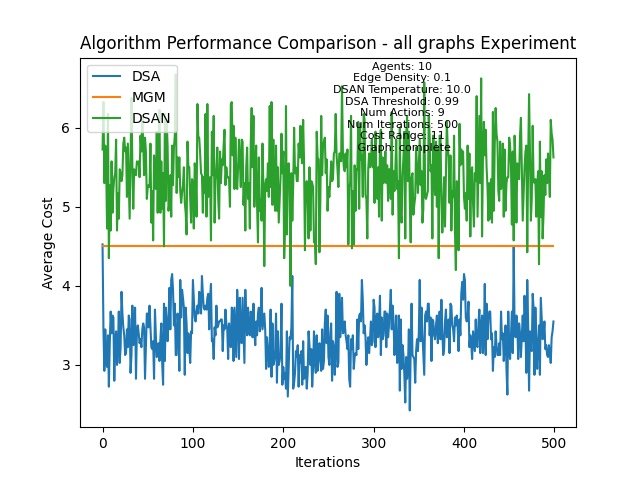 Algorithm Performance Comparison - all graphs Experiment
DSA
MGM
DSAN
Agents: 10
Edge Density: 0.1
DSAN Temperature: 10.0
DSA Threshold: 0.99
Num Actions: 9
Num Iterations: 500
Cost Range: 11
Graph: complete
Average Cost
6
5
4
3
0
100
200
300
400
500
Iterations